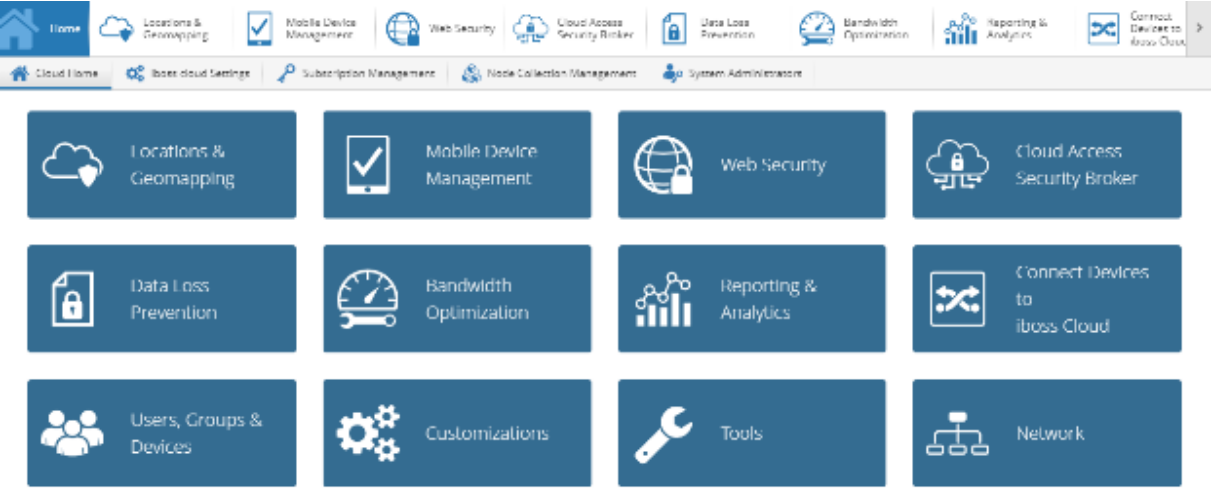 Home
Locations &
Geomapping
Mobile Device
Management
Web Security
Cloud Access
Security Broker
Data Loss
Prevention
Bandwidth
Optimization
Reporting &
Analytics
Connect
Devices to
iboss Cloud
Cloud Home
iboss cloud Settings
Subscription Management
Node Collection Management
System Administrators
Locations &
Geomapping
Mobile Device
Management
Web Security
Cloud Access
Security Broker
Data Loss
Prevention
Bandwidth
Optimization
Reporting &
Analytics
Connect Devices
to
iboss Cloud
Users, Groups &
Devices
Customizations
Tools
Network